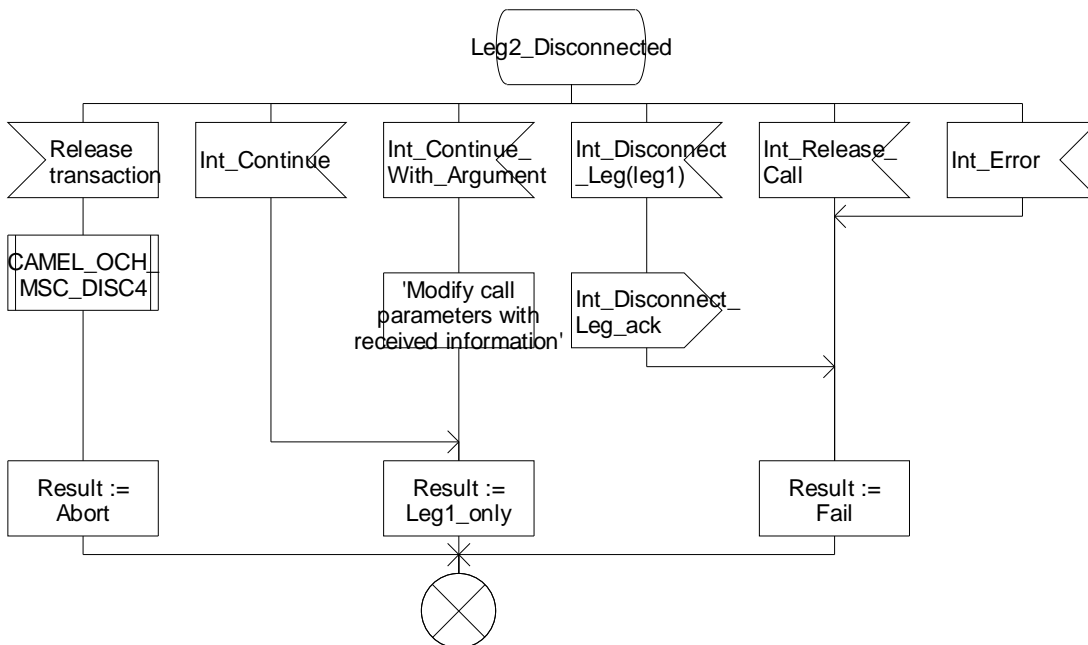 Leg2_Disconnected
Release
transaction
Int_Continue
Int_Continue_
With_Argument
Int_Disconnect
_Leg(leg1)
Int_Release_
Call
Int_Error
CAMEL_OCH_
MSC_DISC4
'Modify call
parameters with
received information'
Int_Disconnect_
Leg_ack
Result :=
Abort
Result :=
Leg1_only
Result :=
Fail